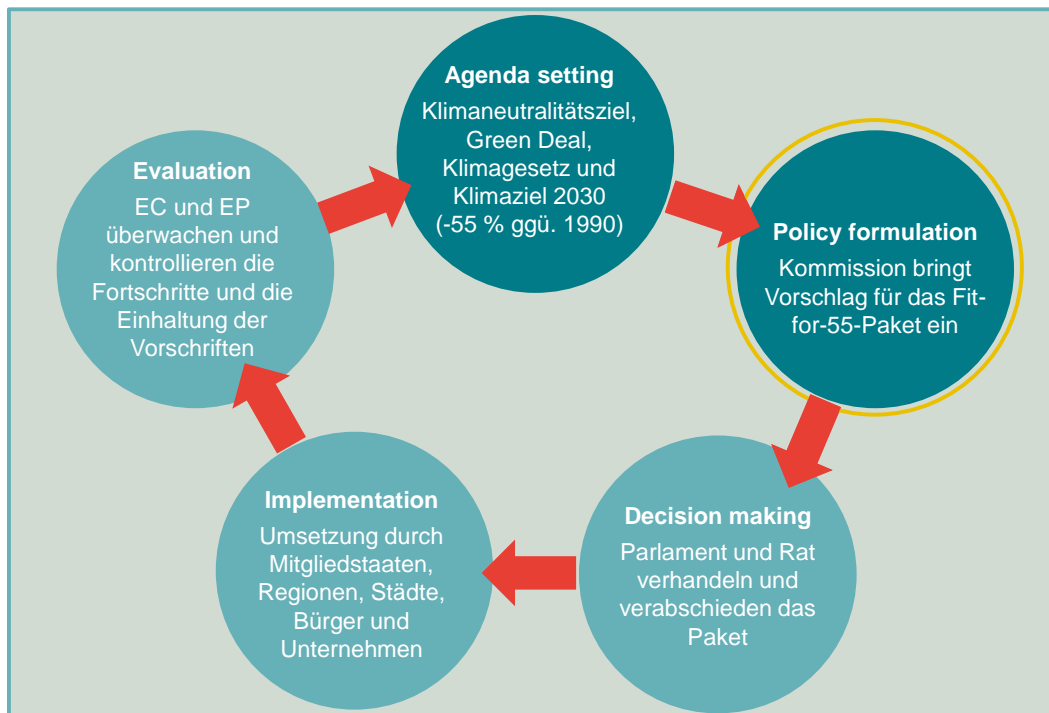 Agenda setting
Klimaneutralitätsziel,
Green Deal,
Klimagesetz und
Klimaziel 2030
(-55 % ggü. 1990)
Policy formulation
Kommission bringt
Vorschlag für das Fit-
for-55-Paket ein
Decision making
Parlament und Rat
verhandeln und
verabschieden das
Paket
Implementation
Umsetzung durch
Mitgliedstaaten,
Regionen, Städte,
Bürger und
Unternehmen
Evaluation
EC und EP
überwachen und
kontrollieren die
Fortschritte und die
Einhaltung der
Vorschriften